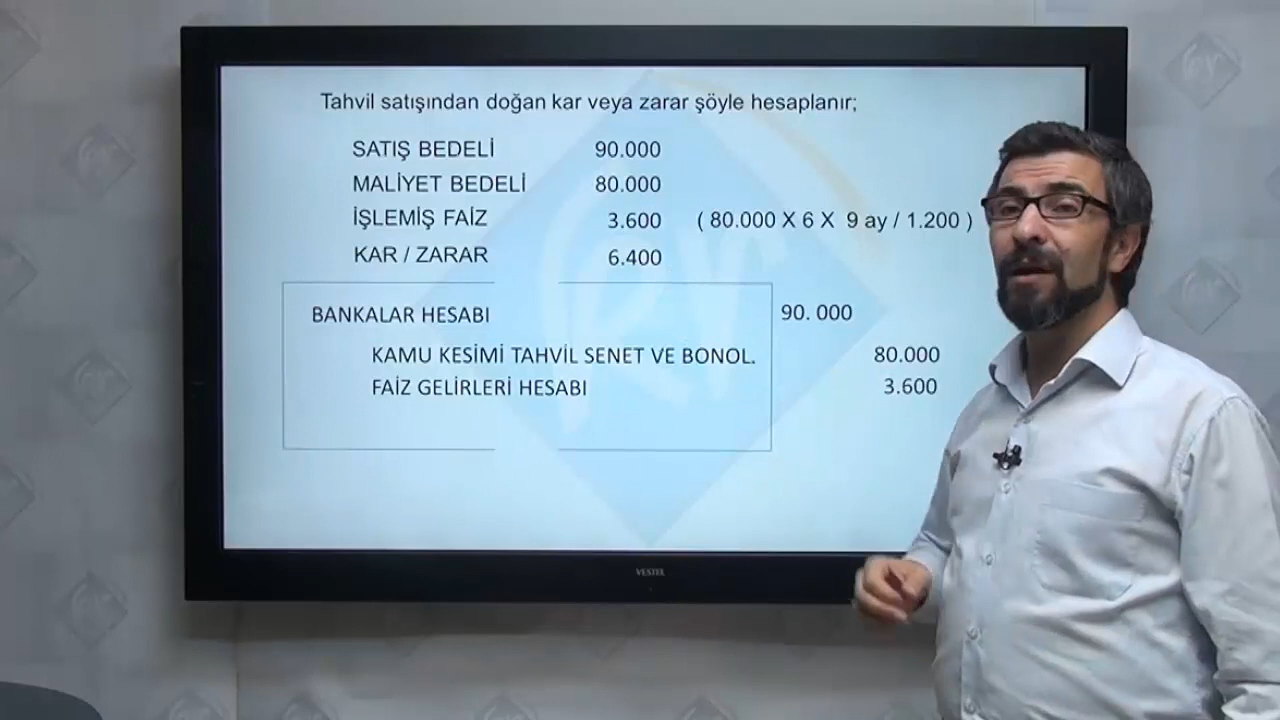 Tahvil satışından doğan kar veya zarar şöyle hesaplanır;
SATIŞ BEDELİ 90.000
MALİYET BEDELİ 80.000
İŞLEMİŞ FAİZ 3.600 ( 80.000 X 6 X 9 ay / 1.200 )
KAR / ZARAR 6.400
BANKALAR HESABI 90. 000
KAMU KESİMİ TAHVİL SENET VE BONOL. 80.000
FAİZ GELİRLERİ HESABI 3.600
VESTEL